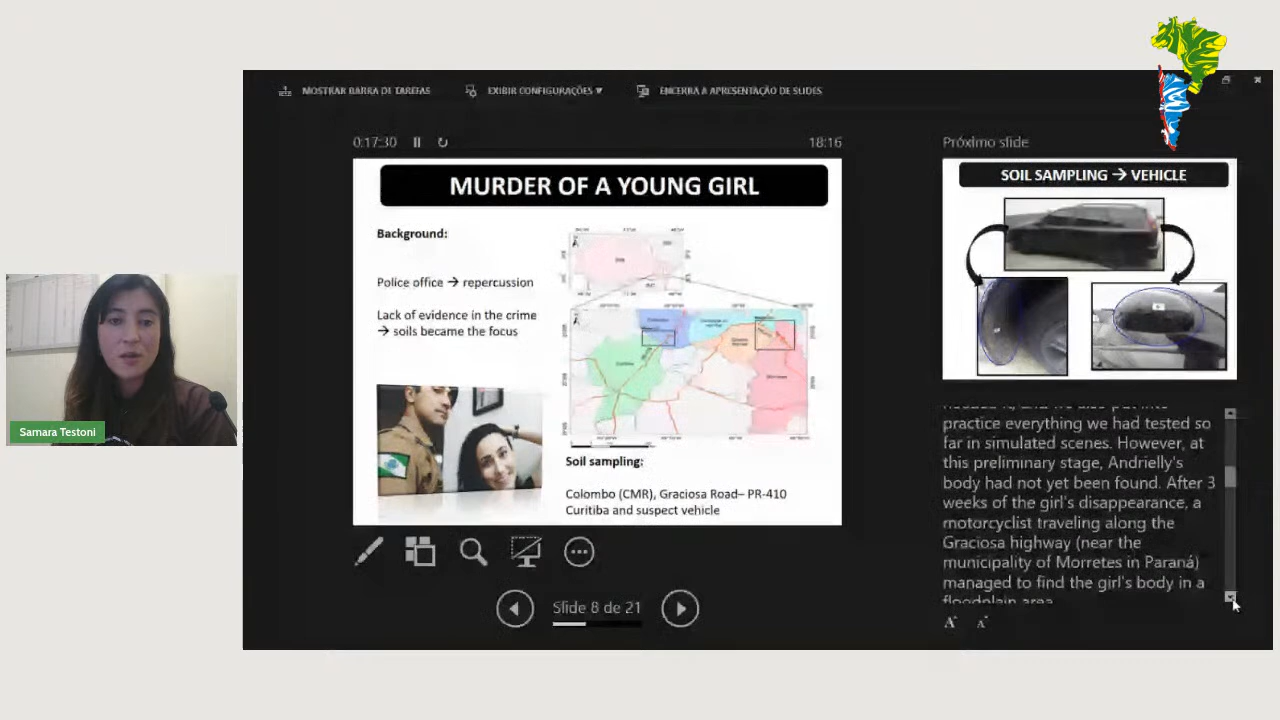 MOSTRAR BARRA DE TAREFAS
EXIBIR CONFIGURAÇÕES ▼
ENCERRAR A APRESENTAÇÃO DE SLIDES
0:17:30
18:16
MURDER OF A YOUNG GIRL
Background:
Police office → repercussion
Lack of evidence in the crime
→ soils became the focus
Soil sampling:
Colombo (CMR), Graciosa Road– PR-410
Curitiba and suspect vehicle
Slide 8 de 21
Próximo slide
SOIL SAMPLING → VEHICLE
practice everything we had tested so
far in simulated scenes. However, at
this preliminary stage, Andrielly's
body had not yet been found. After 3
weeks of the girl's disappearance, a
motorcyclist traveling along the
Graciosa highway (near the
municipality of Morretes in Paraná)
managed to find the girl's body in a
floodplain area
A
A
Samara Testoni